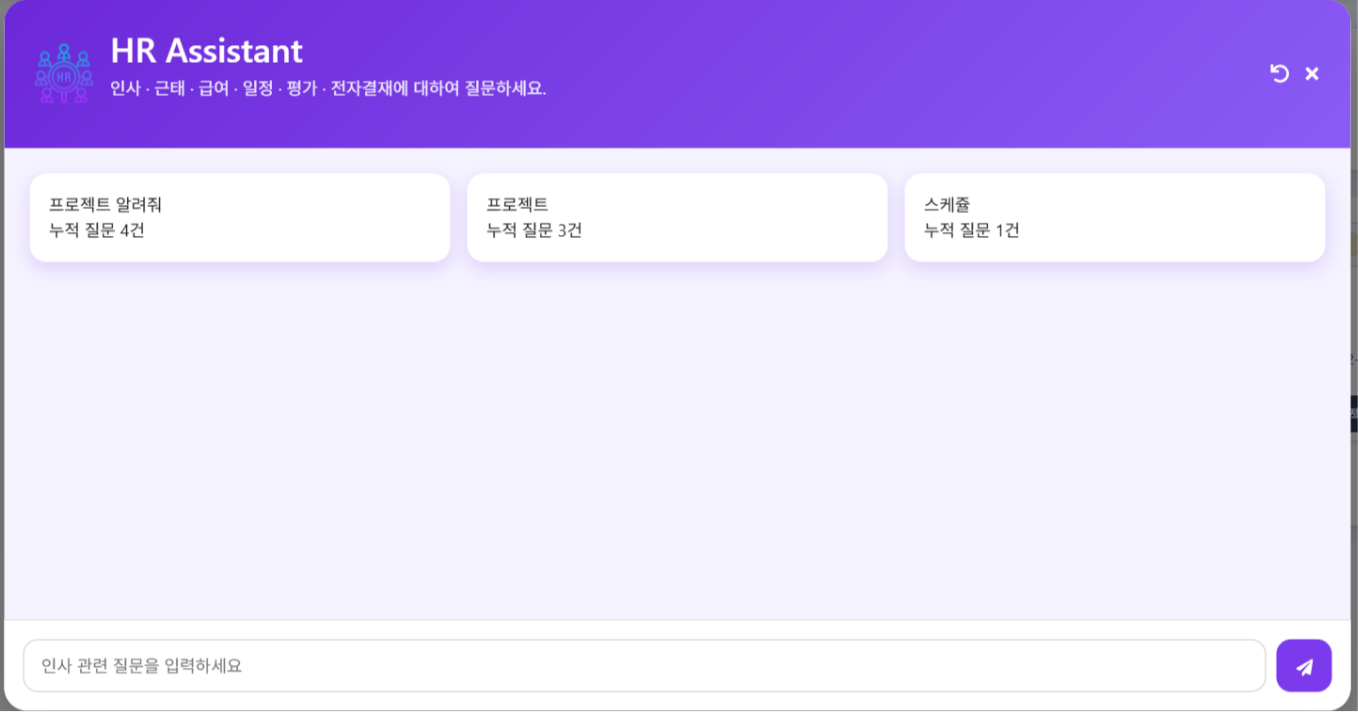 HR Assistant
HR
인사 · 근태 · 급여 · 일정 · 평가 · 전자결재에 대하여 질문하세요.
프로젝트 알려줘
누적 질문 4건
프로젝트
누적 질문 3건
스케쥴
누적 질문 1건
인사 관련 질문을 입력하세요